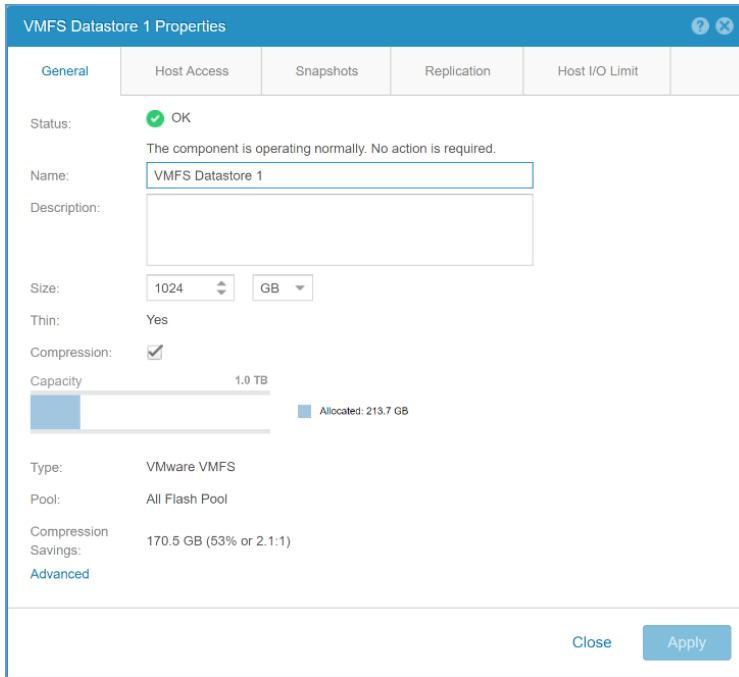 VMFS Datastore 1 Properties
General Host Access Snapshots Replication Host I/O Limit
Status: OK
The component is operating normally. No action is required.
Name: VMFS Datastore 1
Description:
Size: 1024 GB
Thin: Yes
Compression:
Capacity 1.0 TB
Allocated: 213.7 GB
Type: VMware VMFS
Pool: All Flash Pool
Compression
Savings: 170.5 GB (53% or 2.1:1)
Advanced
Close Apply